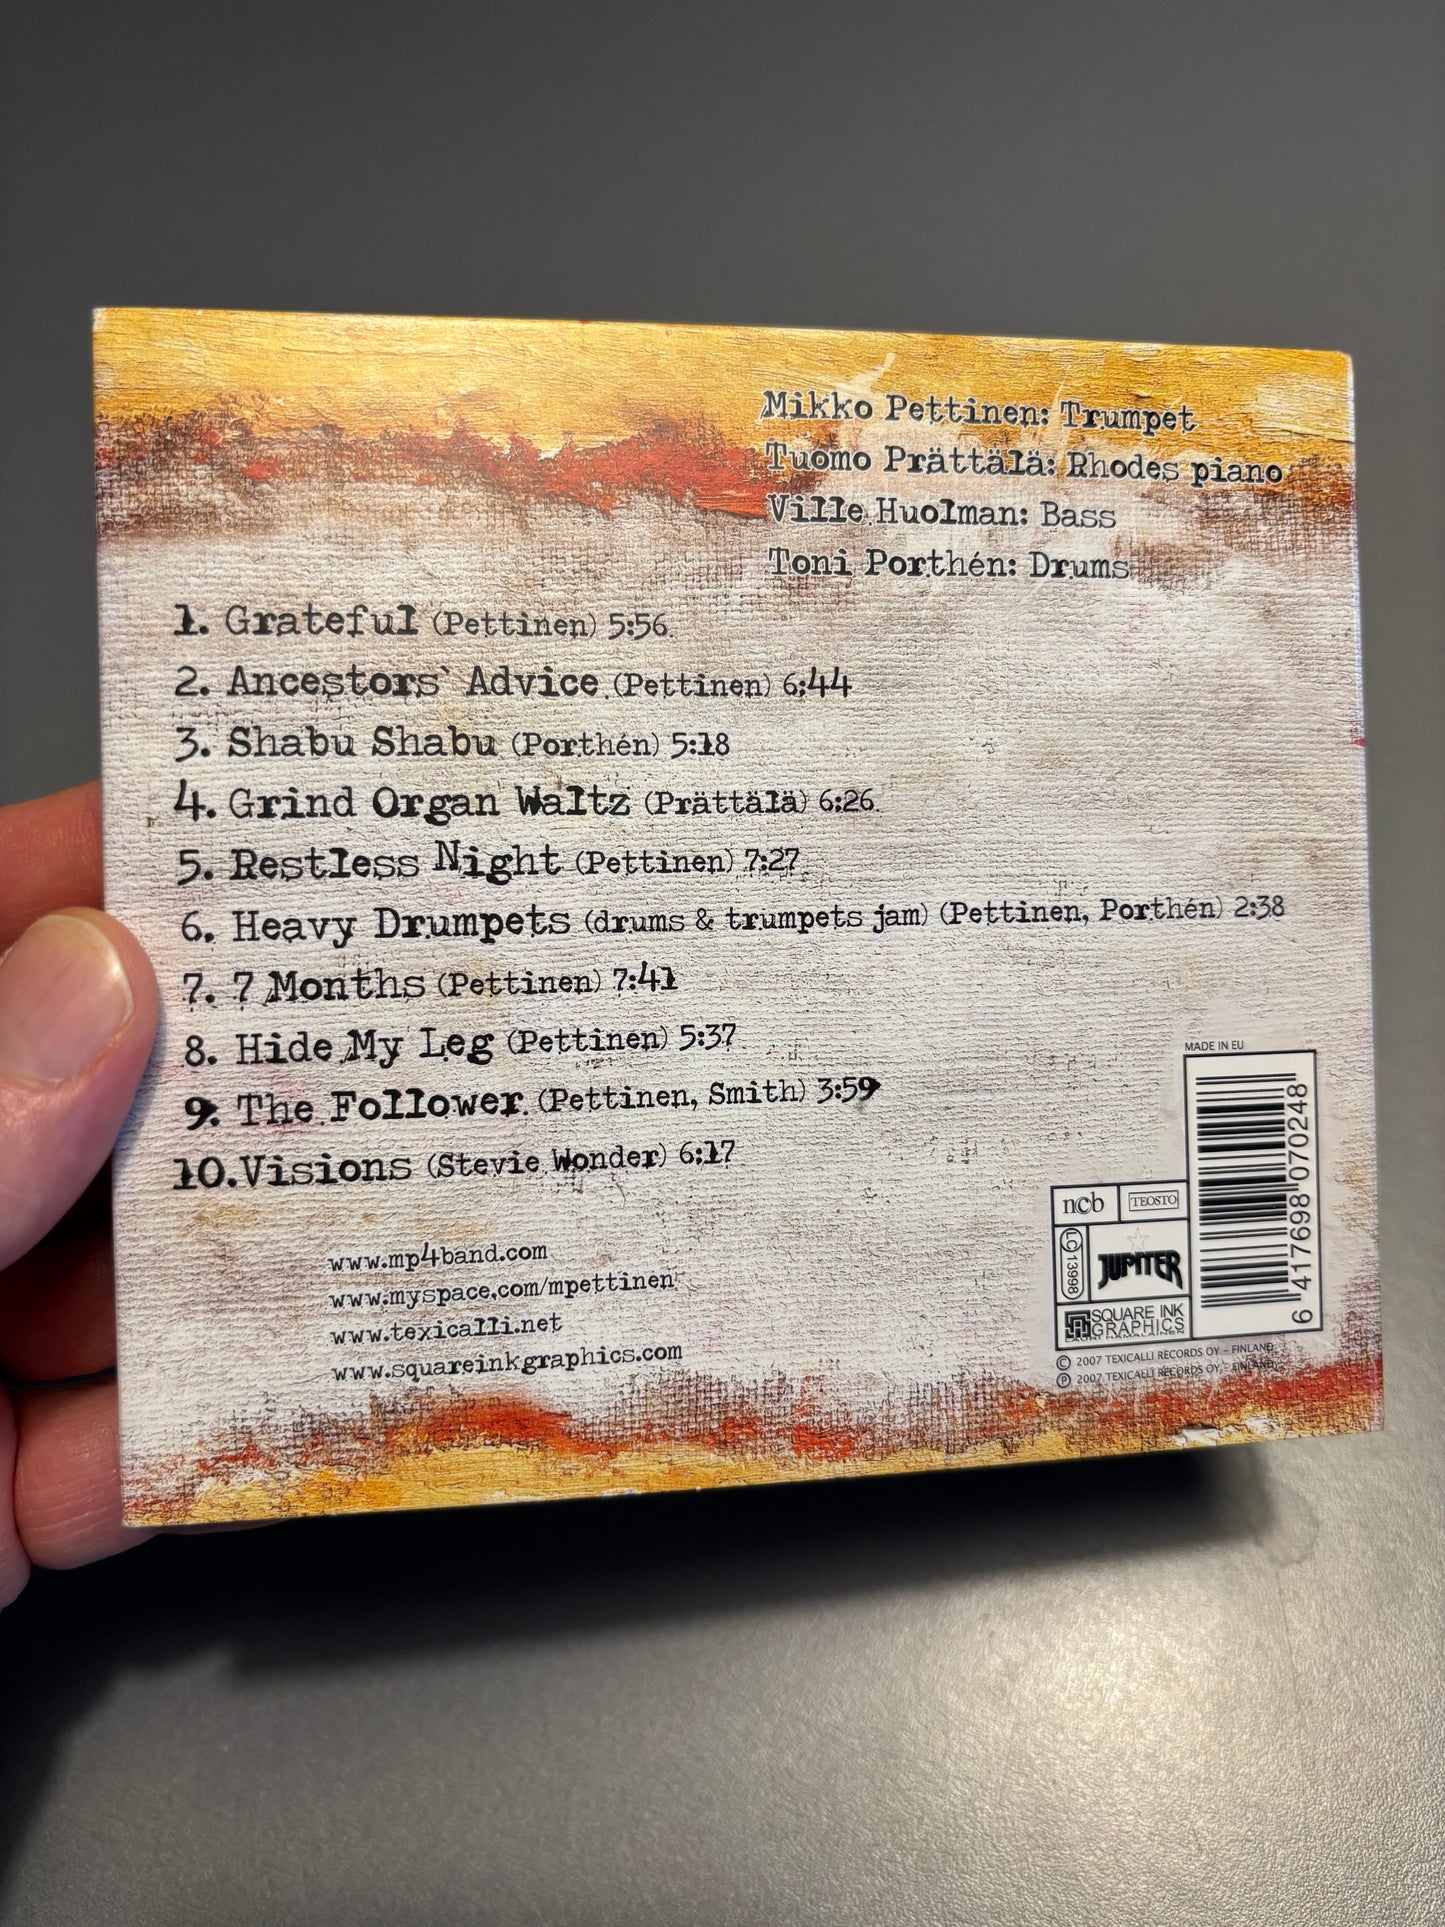 Mikko Pettinen: Trumpet
Tuomo Prättälä: Rhodes piano
Ville Huolman: Bass
Toni Porthén: Drums
1. Grateful (Pettinen) 5:56
2. Ancestors` Advice (Pettinen) 6:44
3. Shabu Shabu (Porthén) 5:18
4. Grind Organ Waltz (Prättälä) 6:26
5. Restless Night (Pettinen) 7:27
6. Heavy Drumpets (drums & trumpets jam) (Pettinen, Porthén) 2:38
7. 7 Months (Pettinen) 7:41
8. Hide My Leg (Pettinen) 5:37
9. The Follower (Pettinen, Smith) 3:59
10. Visions (Stevie Wonder) 6:17
www.mp4band.com
www.myspace.com/mpettinen
www.texicalli.net
www.squareinkgraphics.com
MADE IN EU
6 417698 070248
ncb
TEOSTO
LC 13998
JUPITER
SQUARE INK
GRAPHICS
© 2007 TEXICALLI RECORDS OY - FINLAND
℗ 2007 TEXICALLI RECORDS OY - FINLAND